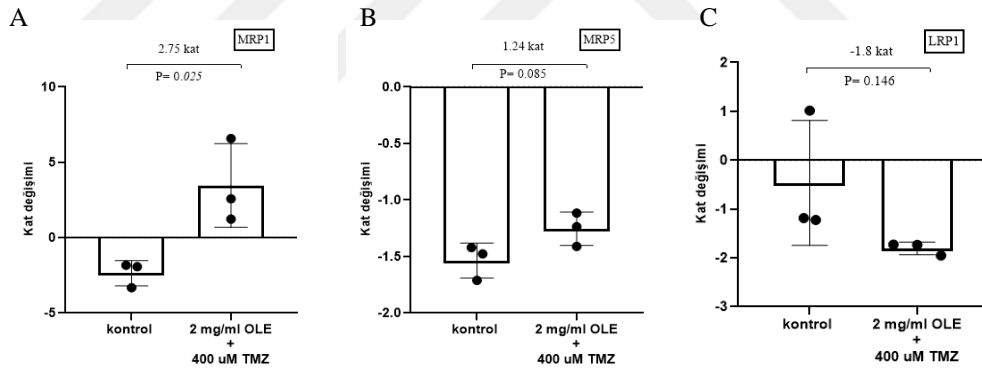 A
2.75 kat
MRP1
P= 0.025
Kat değişimi
10
5
0
-5
kontrol
2 mg/ml OLE
+
400 uM TMZ
B
1.24 kat
MRP5
P= 0.085
Kat değişimi
0.0
-0.5
-1.0
-1.5
-2.0
kontrol
2 mg/ml OLE
+
400 uM TMZ
C
-1.8 kat
LRP1
P= 0.146
Kat değişimi
2
1
0
-1
-2
-3
kontrol
2 mg/ml OLE
+
400 uM TMZ